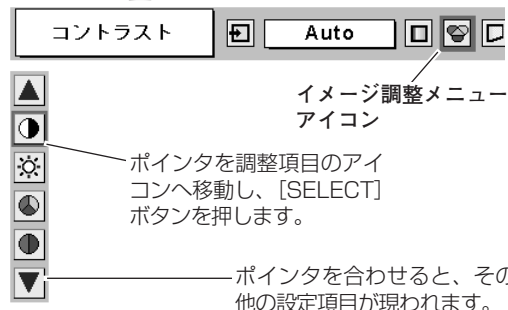 コントラスト
Auto
イメージ調整メニュー
アイコン
ポインタを調整項目のアイ
コンへ移動し、[SELECT]
ボタンを押します。
ポインタを合わせると、その
他の設定項目が現われます。